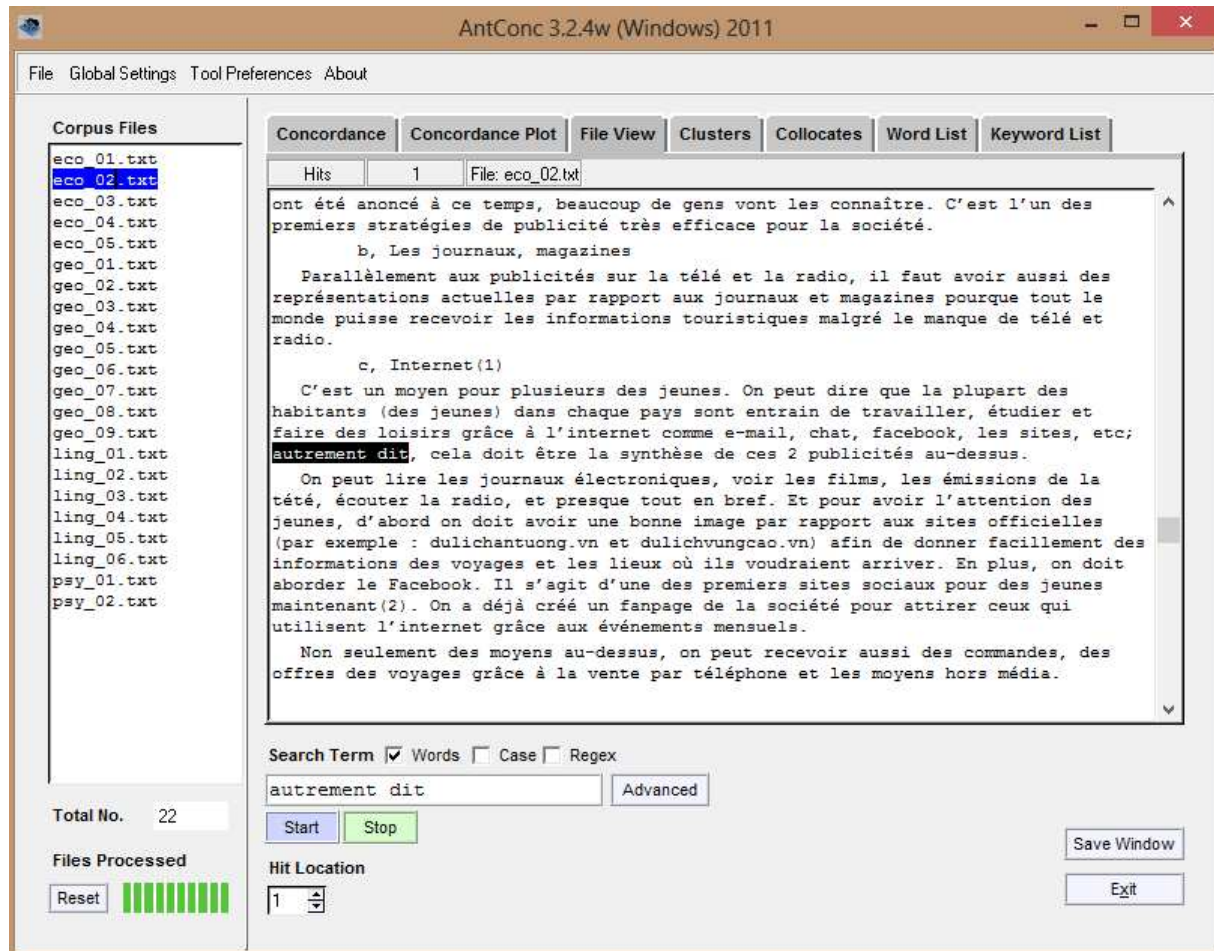 AntConc 3.2.4w (Windows) 2011
File Global Settings Tool Preferences About
Corpus Files
eco_01.txt
eco_02.txt
eco_03.txt
eco_04.txt
eco_05.txt
geo_01.txt
geo_02.txt
geo_03.txt
geo_04.txt
geo_05.txt
geo_06.txt
geo_07.txt
geo_08.txt
geo_09.txt
ling_01.txt
ling_02.txt
ling_03.txt
ling_04.txt
ling_05.txt
ling_06.txt
psy_01.txt
psy_02.txt
Total No. 22
Files Processed
Reset
Concordance Concordance Plot File View Clusters Collocates Word List Keyword List
Hits 1 File: eco_02.txt
ont été anoncé à ce temps, beaucoup de gens vont les connaître. C'est l'un des
premiers stratégies de publicité très efficace pour la société.
b, Les journaux, magazines
Parallèlement aux publicités sur la télé et la radio, il faut avoir aussi des
représentations actuelles par rapport aux journaux et magazines pourque tout le
monde puisse recevoir les informations touristiques malgré le manque de télé et
radio.
c, Internet(1)
C'est un moyen pour plusieurs des jeunes. On peut dire que la plupart des
habitants (des jeunes) dans chaque pays sont entrain de travailler, étudier et
faire des loisirs grâce à l'internet comme e-mail, chat, facebook, les sites, etc;
autrement dit, cela doit être la synthèse de ces 2 publicités au-dessus.
On peut lire les journaux électroniques, voir les films, les émissions de la
tété, écouter la radio, et presque tout en bref. Et pour avoir l'attention des
jeunes, d'abord on doit avoir une bonne image par rapport aux sites officielles
(par exemple : dulichantuong.vn et dulichvungcao.vn) afin de donner facillement des
informations des voyages et les lieux où ils voudraient arriver. En plus, on doit
aborder le Facebook. Il s'agit d'une des premiers sites sociaux pour des jeunes
maintenant(2). On a déjà créé un fanpage de la société pour attirer ceux qui
utilisent l'internet grâce aux événements mensuels.
Non seulement des moyens au-dessus, on peut recevoir aussi des commandes, des
offres des voyages grâce à la vente par téléphone et les moyens hors média.
Search Term Words Case Regex
autrement dit Advanced
Start Stop
Hit Location
1
Save Window
Exit